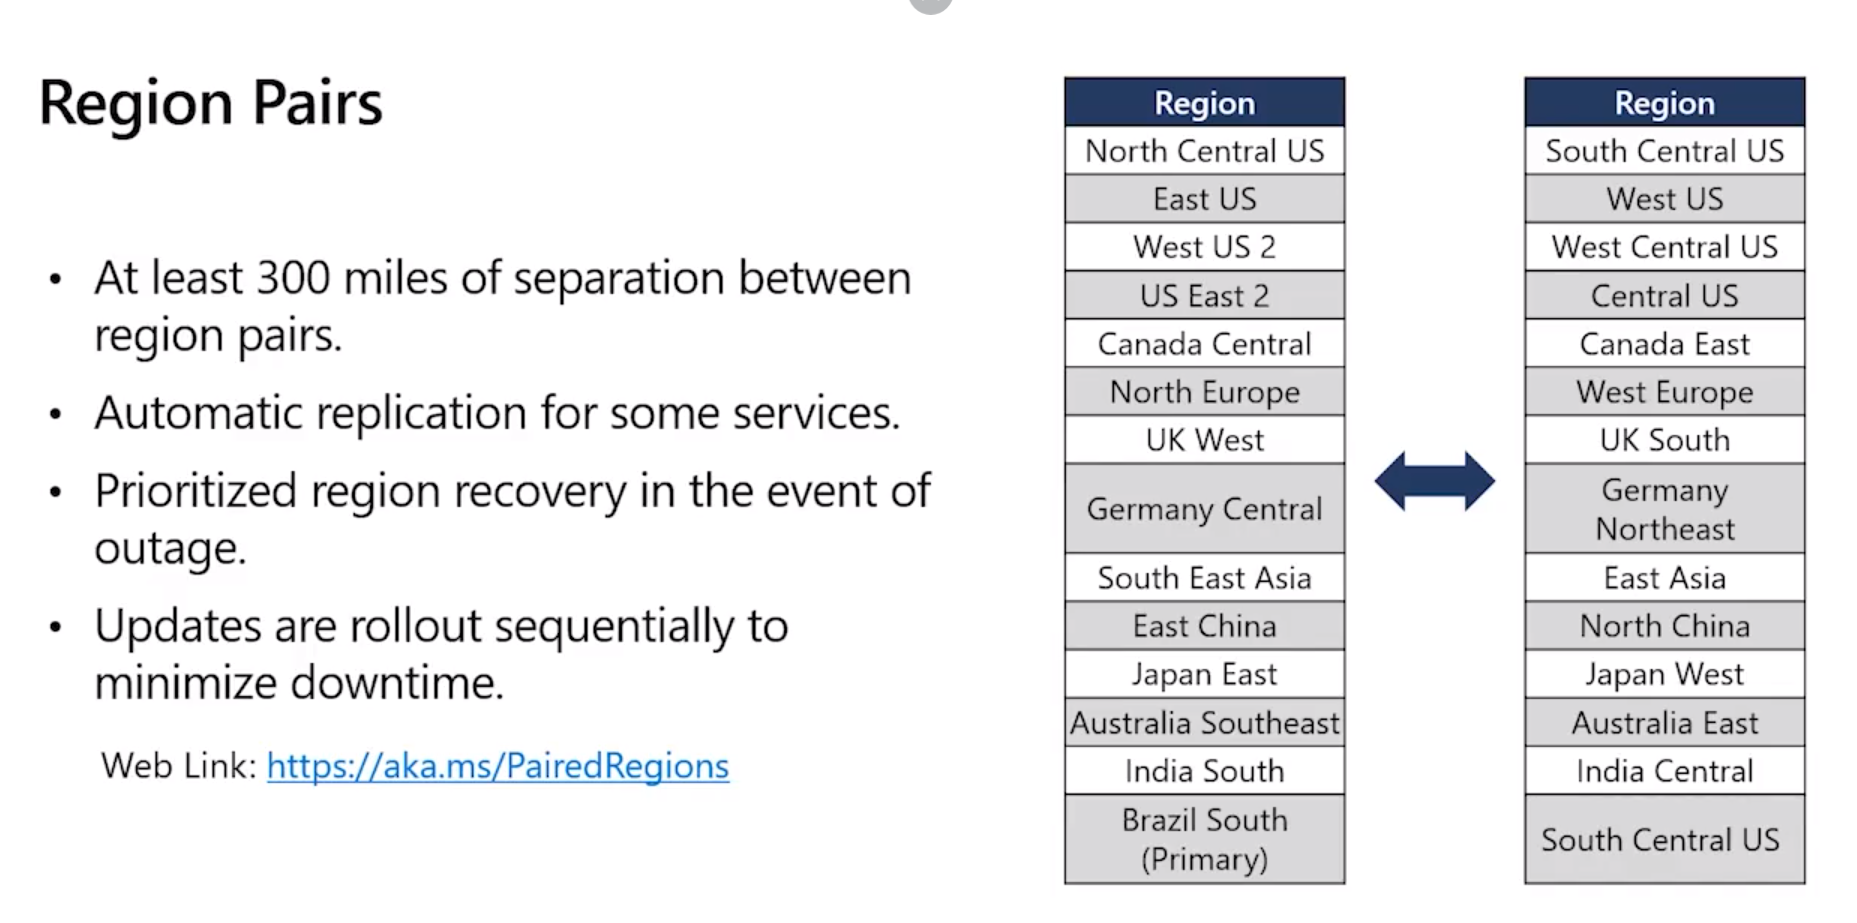 Region Pairs
• At least 300 miles of separation between
region pairs.
• Automatic replication for some services.
• Prioritized region recovery in the event of
outage.
• Updates are rollout sequentially to
minimize downtime.
Web Link: https://aka.ms/PairedRegions
Region Region
North Central US South Central US
East US West US
West US 2 West Central US
US East 2 Central US
Canada Central Canada East
North Europe West Europe
UK West UK South
Germany Central Germany
Northeast
South East Asia East Asia
East China North China
Japan East Japan West
Australia Southeast Australia East
India South India Central
Brazil South
(Primary) South Central US